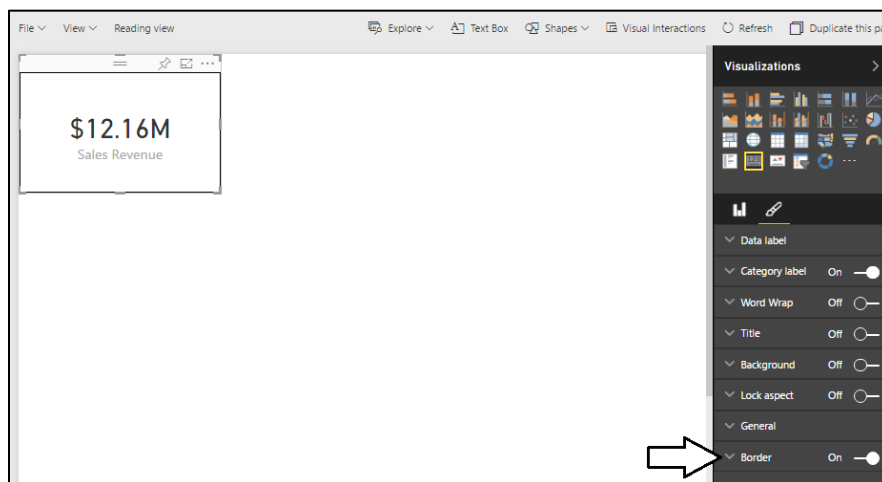 File View Reading view Explore Text Box Shapes Visual Interactions Refresh Duplicate this pa
Visualizations
$12.16M
Sales Revenue
Data label
Category label On
Word Wrap Off
Title Off
Background Off
Lock aspect Off
General
Border On